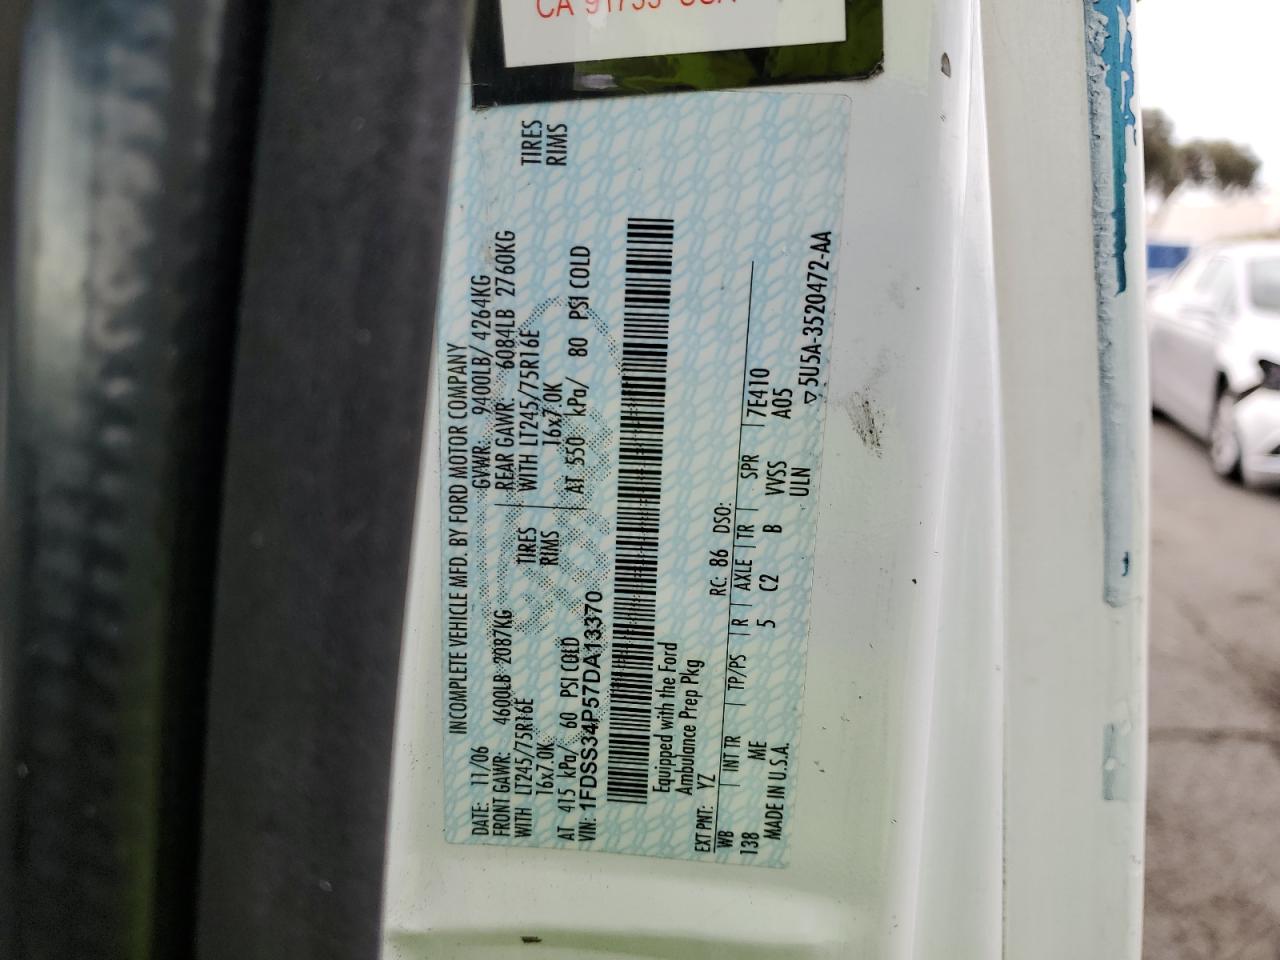 CA 91733 USA
INCOMPLETE VEHICLE MFD. BY FORD MOTOR COMPANY
DATE: 11/06 GVWR: 9400LB/ 4264KG
FRONT GAWR: 4600LB 2087KG REAR GAWR: 6084LB 2760KG
WITH LT245/75R16E TIRES WITH LT245/75R16E TIRES
16x7.0K RIMS 16x7.0K RIMS
AT 415 kPa/ 60 PSI COLD AT 550 kPa/ 80 PSI COLD
VIN: 1FDSS34P57DA13370
Equipped with the Ford
Ambulance Prep Pkg
EXT PNT: YZ RC: 86 DSO:
WB INT TR TP/PS R AXLE TR SPR 7E410
138 ME 5 C2 B VVSS A05
MADE IN U.S.A. ULN
▽5U5A-3520472-AA